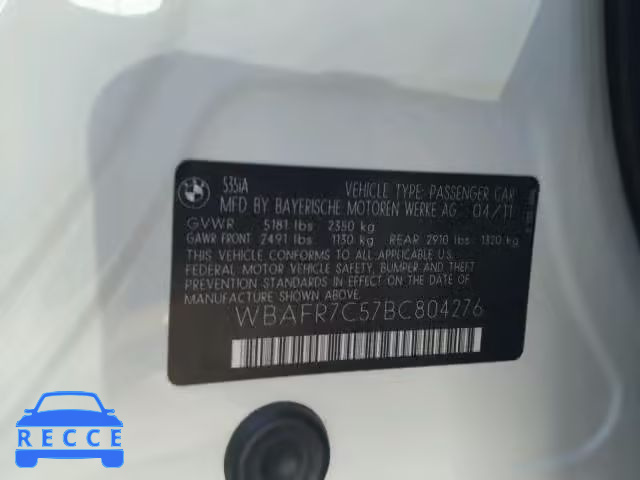 535iA
VEHICLE TYPE: PASSENGER CAR
MFD BY BAYERISCHE MOTOREN WERKE AG 04/11
GVWR 5181 lbs 2350 kg
GAWR FRONT 2491 lbs 1130 kg REAR 2910 lbs 1320 kg
THIS VEHICLE CONFORMS TO ALL APPLICABLE U.S.
FEDERAL MOTOR VEHICLE SAFETY, BUMPER AND THEFT
PREVENTION STANDARDS IN EFFECT ON THE DATE OF
MANUFACTURE SHOWN ABOVE.
WBAFR7C57BC804276
RECCE